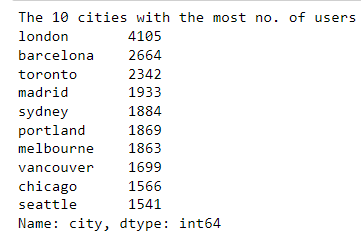 The 10 cities with the most no. of users
london 4105
barcelona 2664
toronto 2342
madrid 1933
sydney 1884
portland 1869
melbourne 1863
vancouver 1699
chicago 1566
seattle 1541
Name: city, dtype: int64